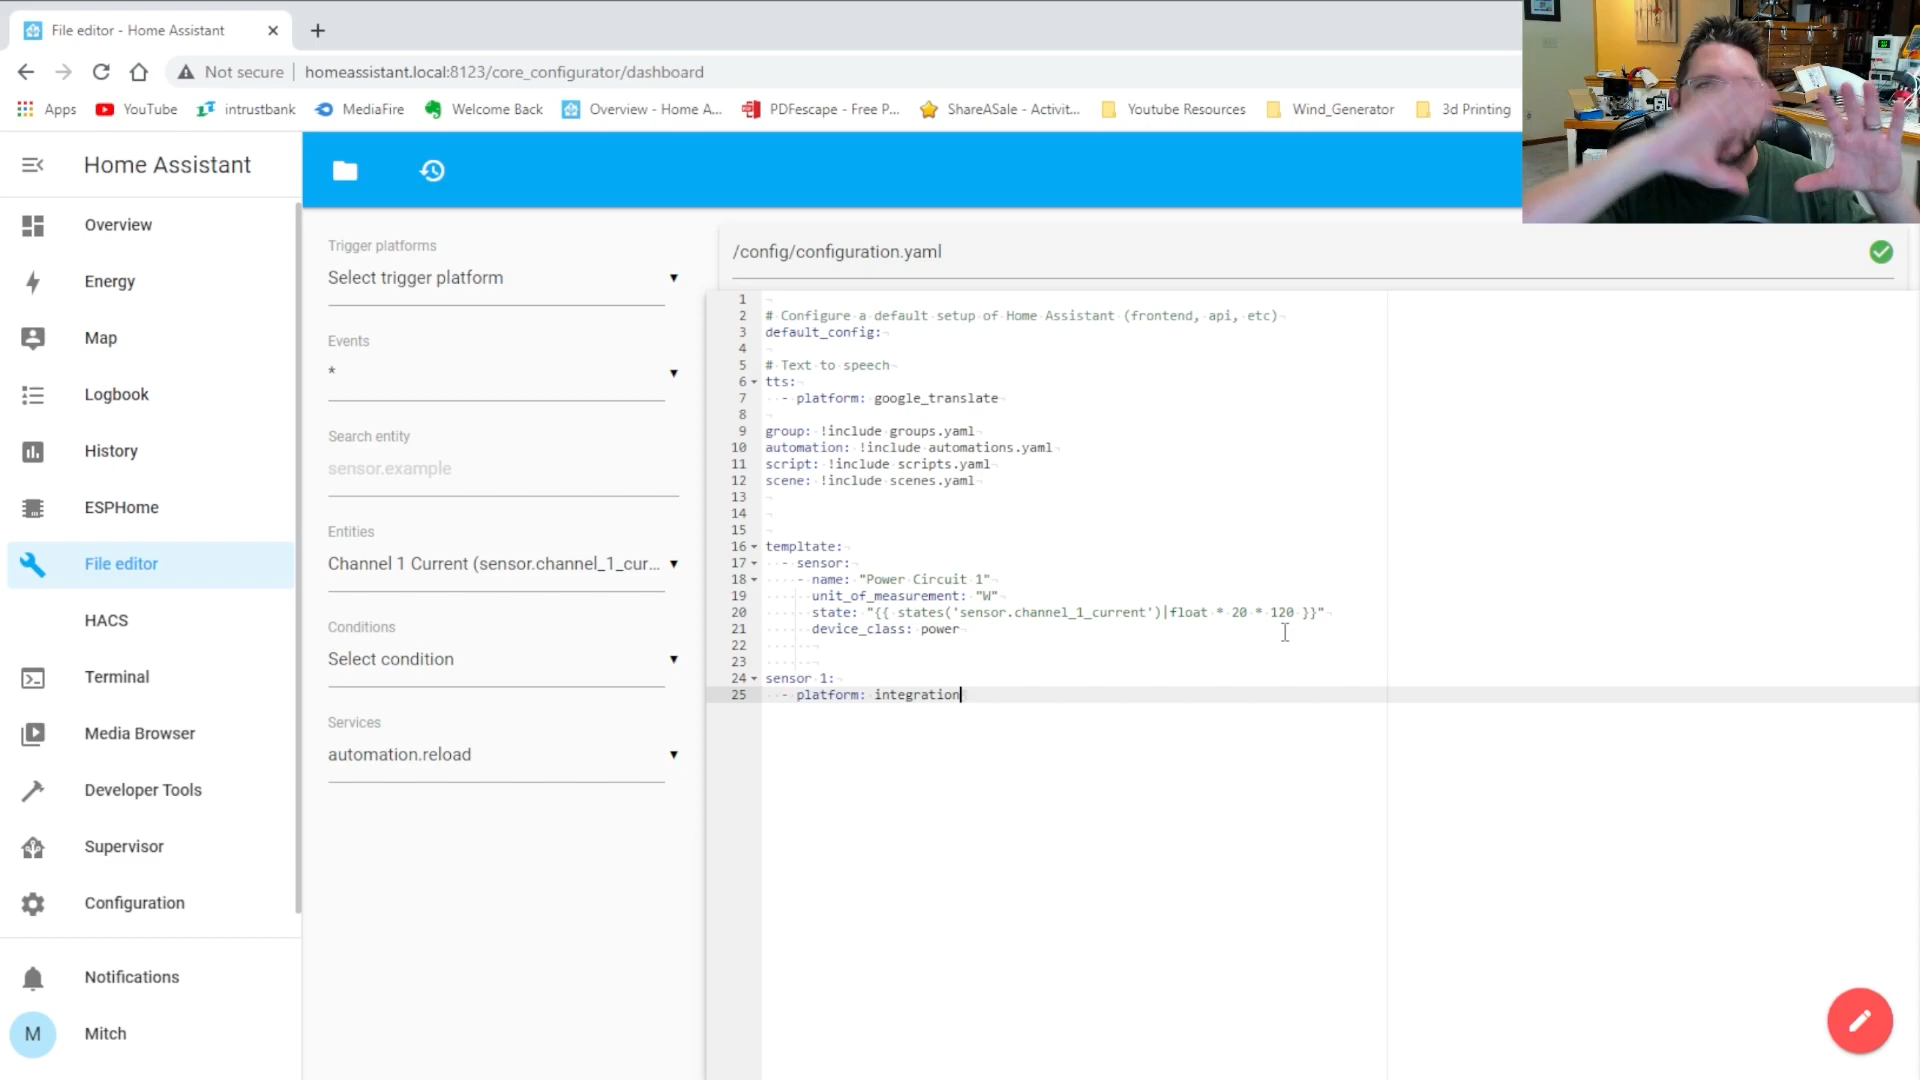 File editor - Home Assistant
Not secure
homeassistant.local:8123/core_configurator/dashboard
Apps
YouTube
intrustbank
MediaFire
Welcome Back
Overview - Home A...
PDFescape - Free P...
ShareASale - Activit...
Youtube Resources
Wind_Generator
3d Printing
Home Assistant
Overview
Energy
Map
Logbook
History
ESPHome
File editor
HACS
Terminal
Media Browser
Developer Tools
Supervisor
Configuration
Notifications
M
Mitch
Trigger platforms
Select trigger platform
Events
*
Search entity
sensor.example
Entities
Channel 1 Current (sensor.channel_1_cur...
Conditions
Select condition
Services
automation.reload
/config/configuration.yaml
1
2 # Configure a default setup of Home Assistant (frontend, api, etc)
3 default_config:
4
5 # Text to speech
6 tts:
7 - platform: google_translate
8
9 group: !include groups.yaml
10 automation: !include automations.yaml
11 script: !include scripts.yaml
12 scene: !include scenes.yaml
13
14
15
16 templtate:
17 - sensor:
18 - name: "Power Circuit 1"
19 unit_of_measurement: "W"
20 state: "{{ states('sensor.channel_1_current')|float * 20 * 120 }}"
21 device_class: power
22
23
24 sensor 1:
25 - platform: integration